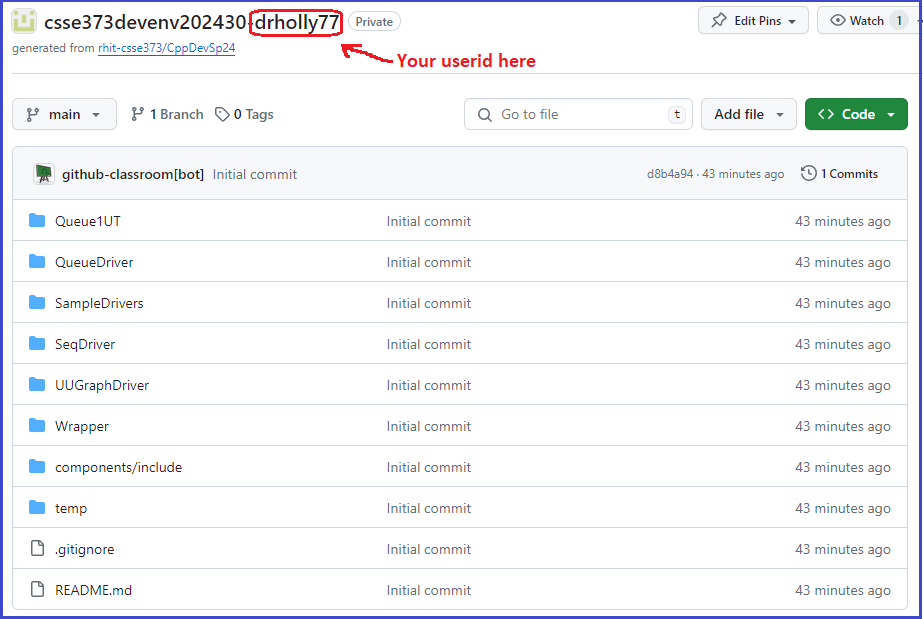 csse373devenv202430-drholly77 Private Edit Pins Watch 1
generated from rhit-csse373/CppDevSp24
Your userid here
main 1 Branch 0 Tags Go to file t Add file Code
github-classroom[bot] Initial commit d8b4a94 · 43 minutes ago 1 Commits
Queue1UT Initial commit 43 minutes ago
QueueDriver Initial commit 43 minutes ago
SampleDrivers Initial commit 43 minutes ago
SeqDriver Initial commit 43 minutes ago
UUGraphDriver Initial commit 43 minutes ago
Wrapper Initial commit 43 minutes ago
components/include Initial commit 43 minutes ago
temp Initial commit 43 minutes ago
.gitignore Initial commit 43 minutes ago
README.md Initial commit 43 minutes ago